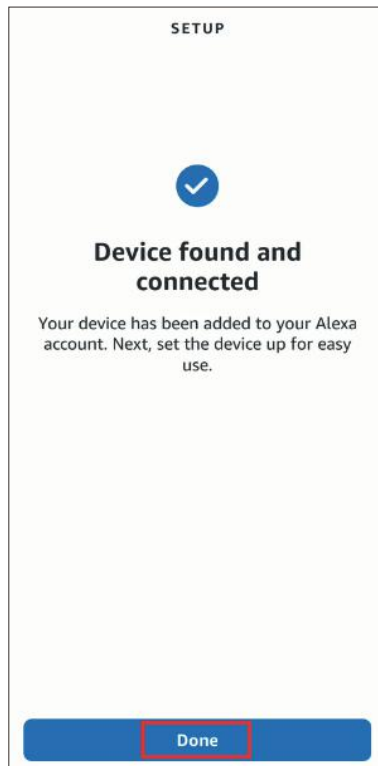 SETUP
Device found and
connected
Your device has been added to your Alexa
account. Next, set the device up for easy
use.
Done